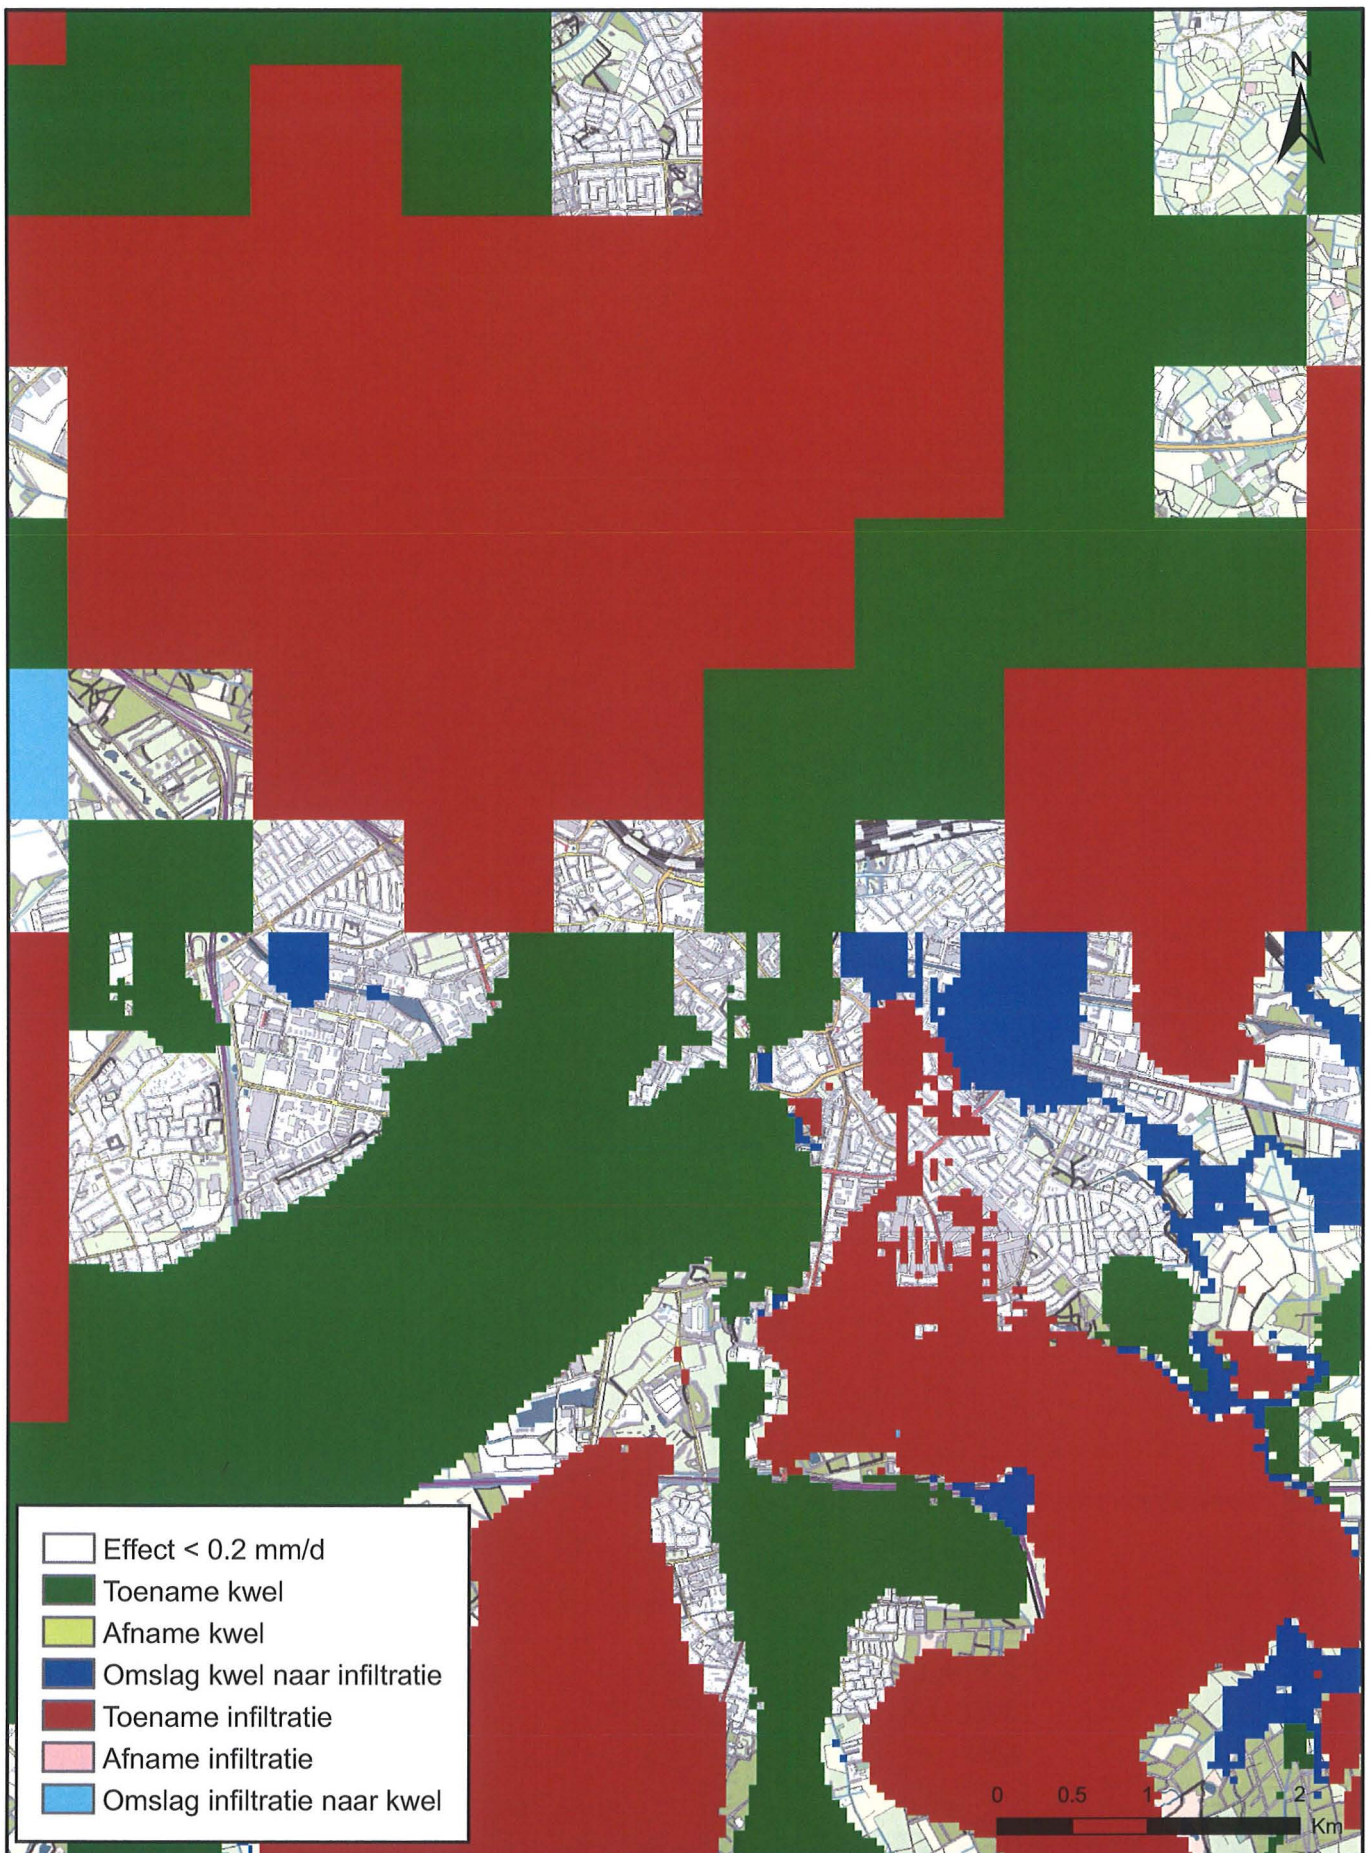 N
Effect < 0.2 mm/d
Toename kwel
Afname kwel
Omslag kwel naar infiltratie
Toename infiltratie
Afname infiltratie
Omslag infiltratie naar kwel
0 0.5 1 2
Km